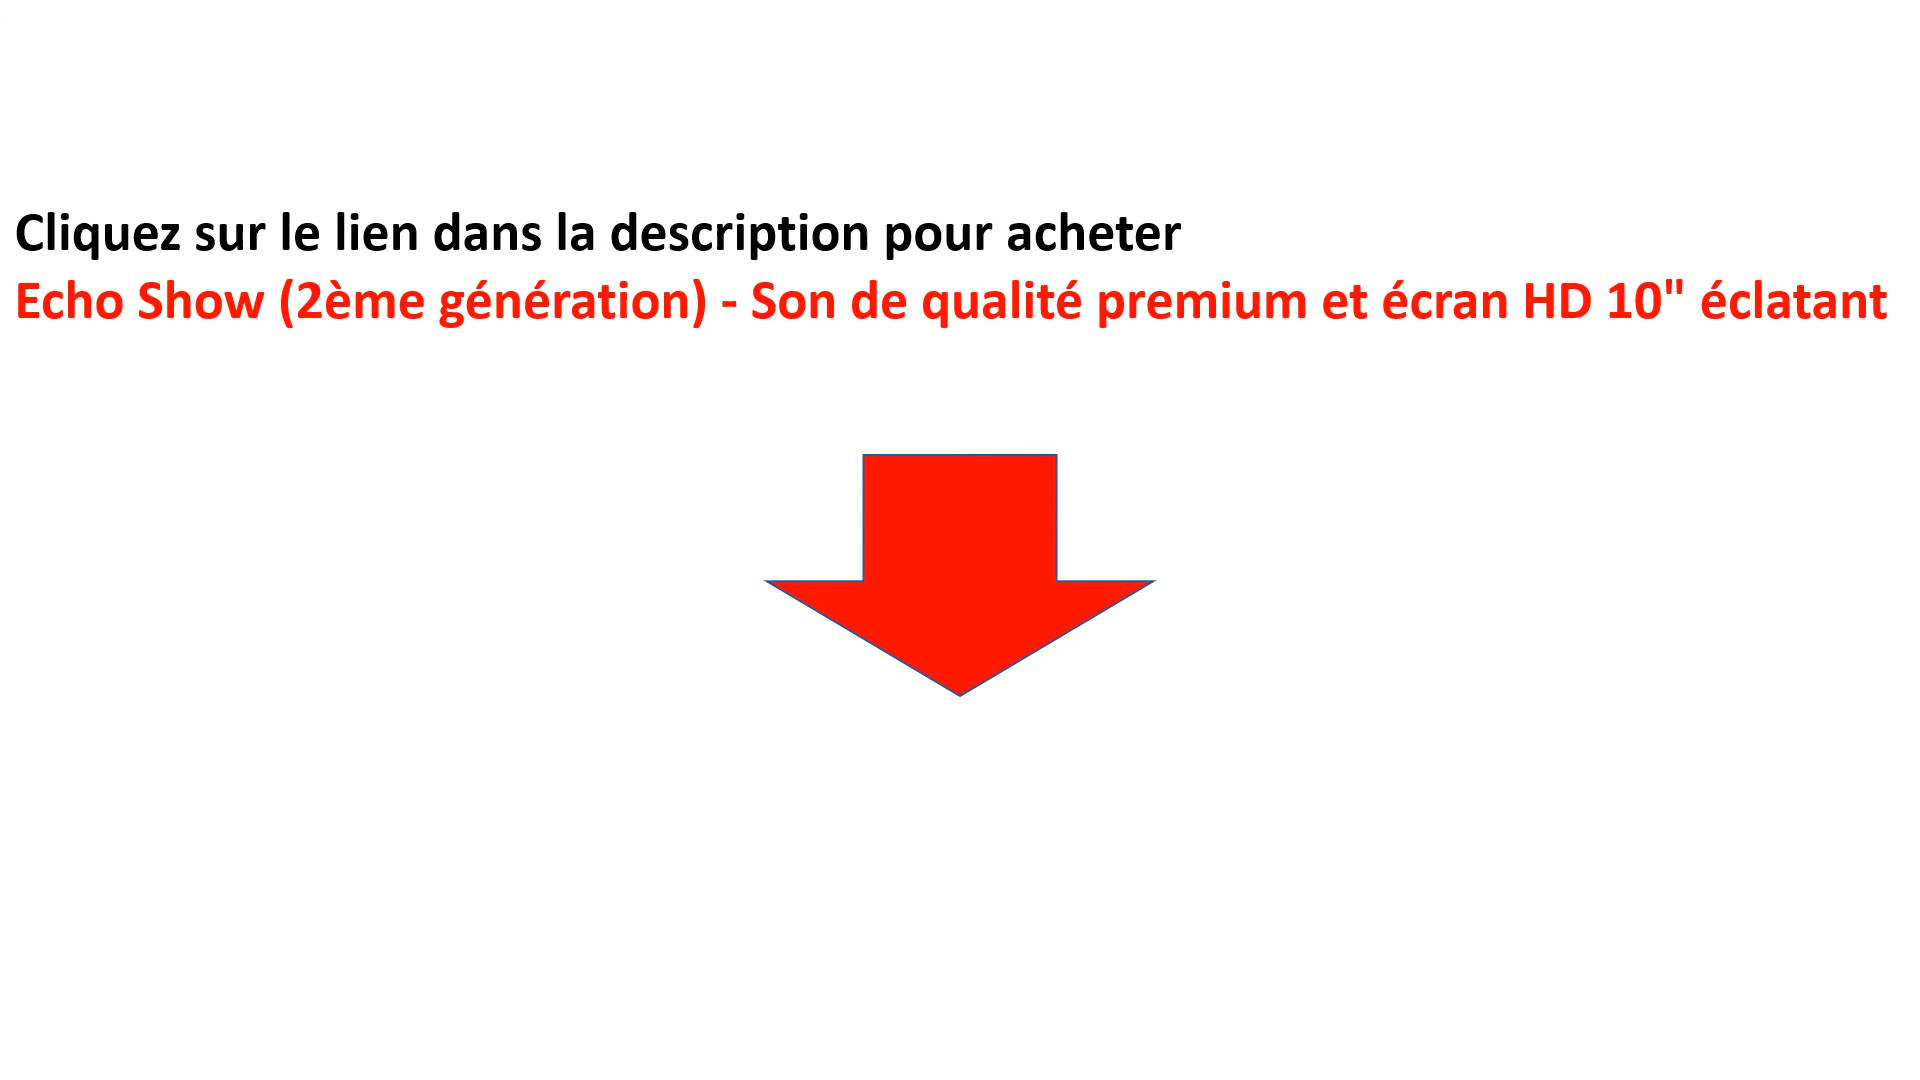 Cliquez sur le lien dans la description pour acheter
Echo Show (2ème génération) - Son de qualité premium et écran HD 10" éclatant